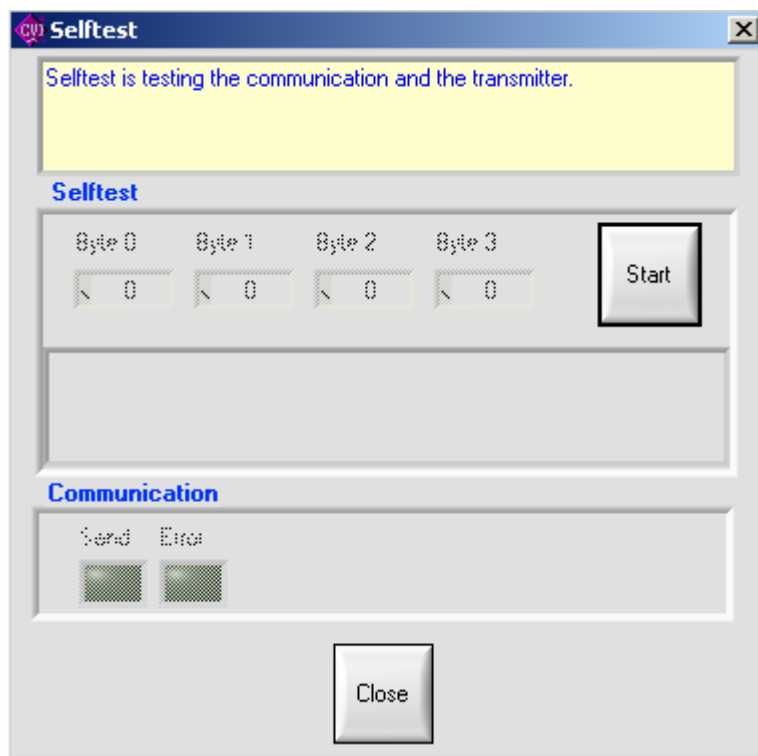 CVI Selftest
Selftest is testing the communication and the transmitter.
Selftest
Byte 0 Byte 1 Byte 2 Byte 3
0 0 0 0
Start
Communication
Send Error
Close